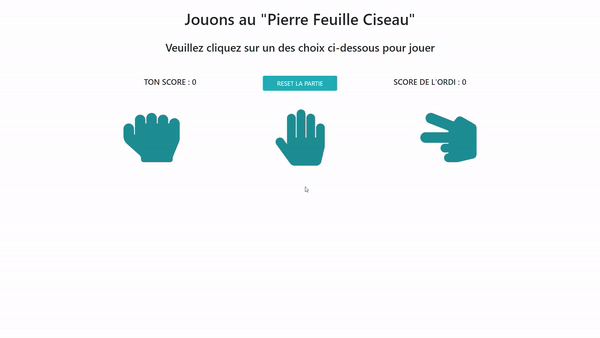 Jouons au "Pierre Feuille Ciseau"
Veuillez cliquez sur un des choix ci-dessous pour jouer
TON SCORE : 0
RESET LA PARTIE
SCORE DE L'ORDI : 0